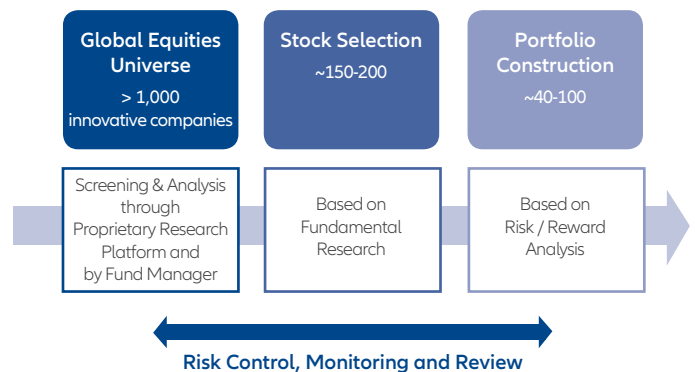 Global Equities
Universe
> 1,000
innovative companies
Stock Selection
~150-200
Portfolio
Construction
~40-100
Screening & Analysis
through
Proprietary Research
Platform and
by Fund Manager
Based on
Fundamental
Research
Based on
Risk / Reward
Analysis
Risk Control, Monitoring and Review